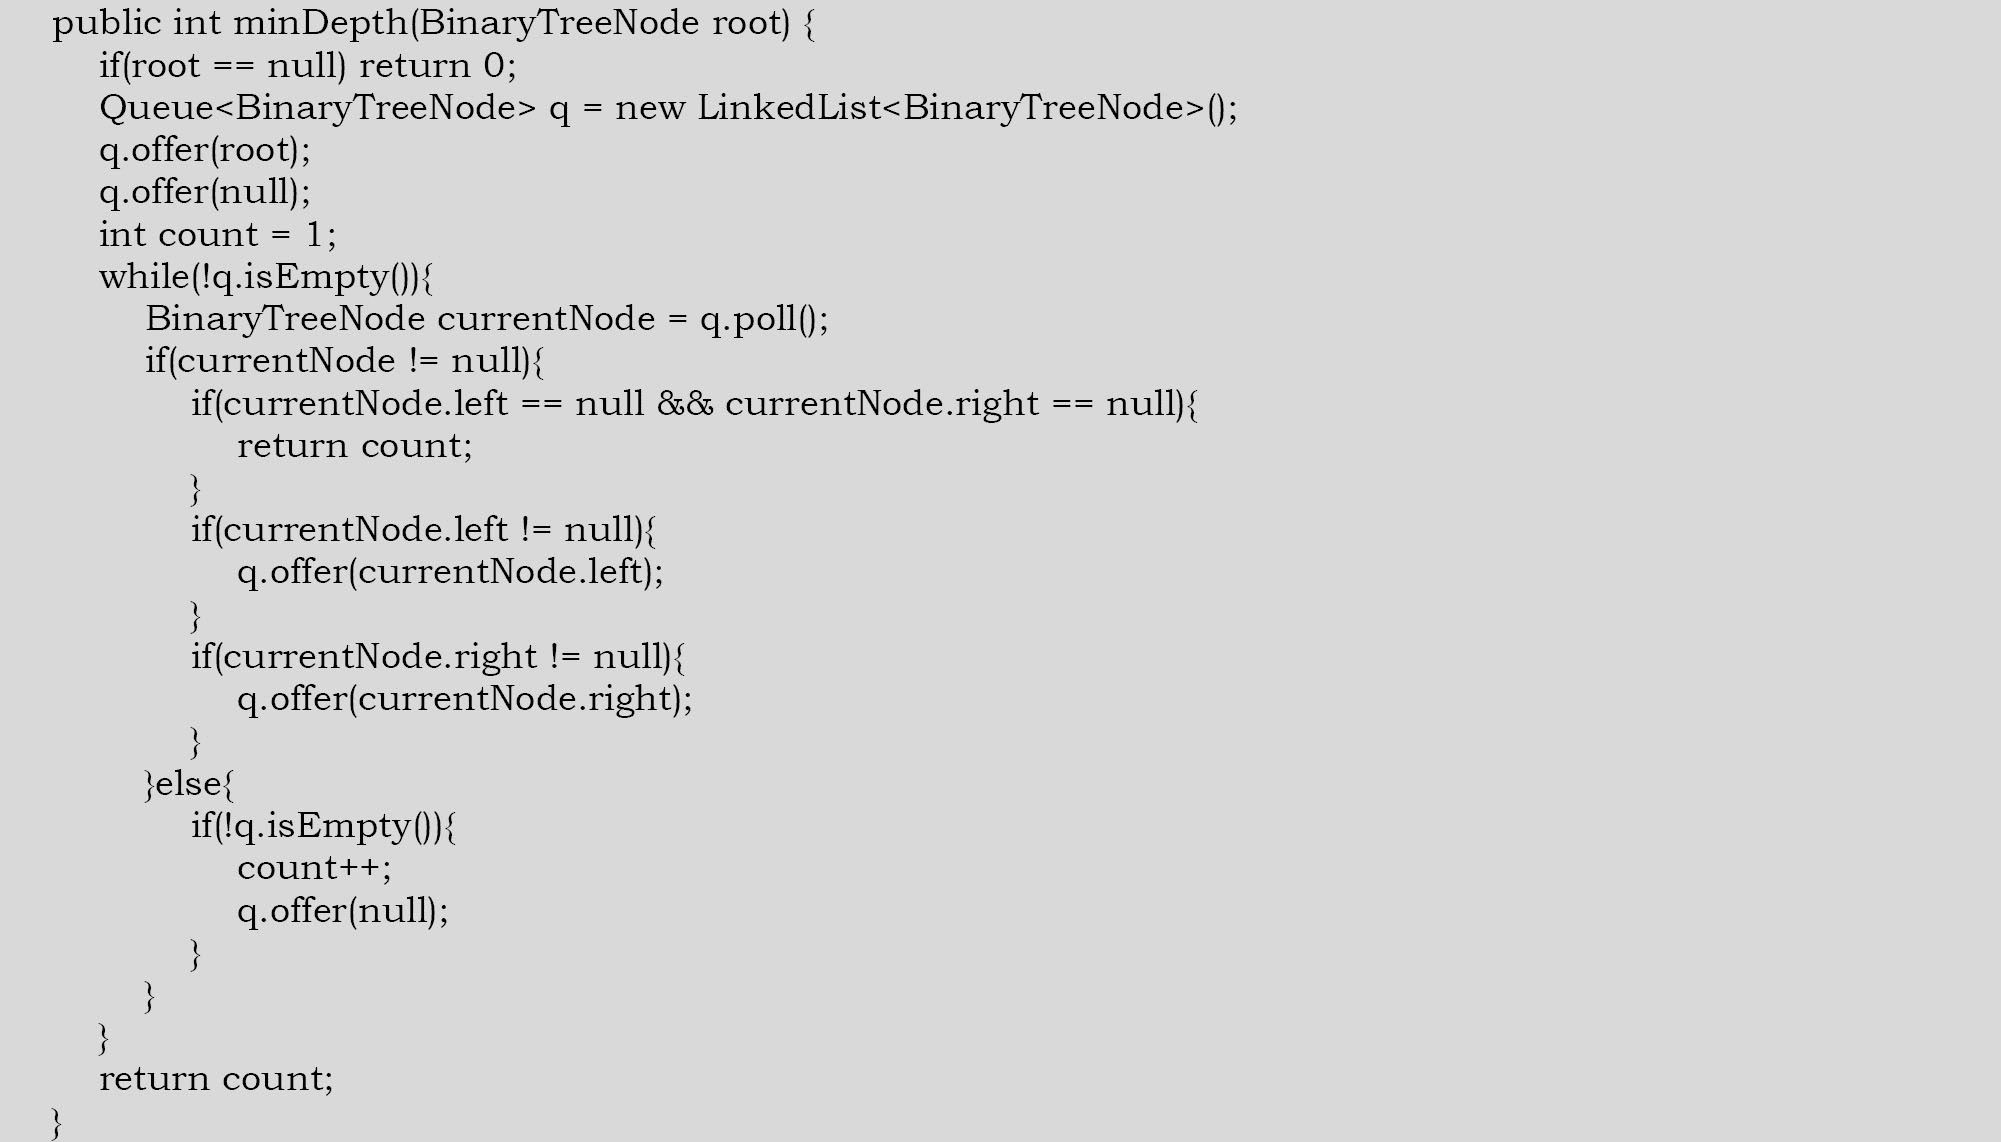 public int minDepth(BinaryTreeNode root) {
if(root == null) return 0;
Queue<BinaryTreeNode> q = new LinkedList<BinaryTreeNode>();
q.offer(root);
q.offer(null);
int count = 1;
while(!q.isEmpty()){
BinaryTreeNode currentNode = q.poll();
if(currentNode != null){
if(currentNode.left == null && currentNode.right == null){
return count;
}
if(currentNode.left != null){
q.offer(currentNode.left);
}
if(currentNode.right != null){
q.offer(currentNode.right);
}
}else{
if(!q.isEmpty()){
count++;
q.offer(null);
}
}
}
return count;
}